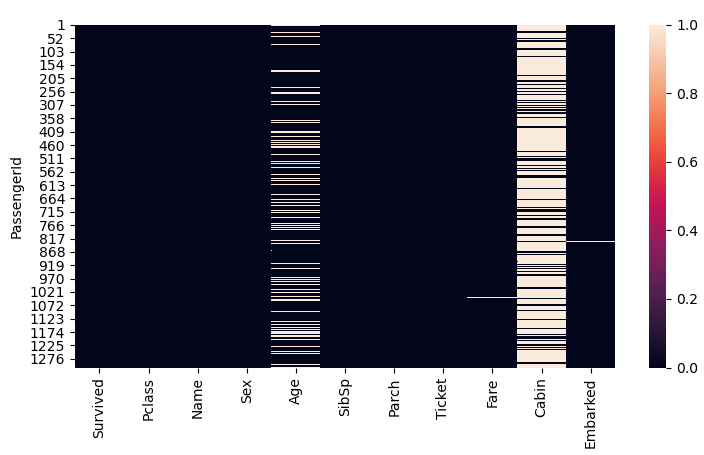 PassengerId
1
52
103
154
205
256
307
358
409
460
511
562
613
664
715
766
817
868
919
970
1021
1072
1123
1174
1225
1276
Survived
Pclass
Name
Sex
Age
SibSp
Parch
Ticket
Fare
Cabin
Embarked
1.0
0.8
0.6
0.4
0.2
0.0